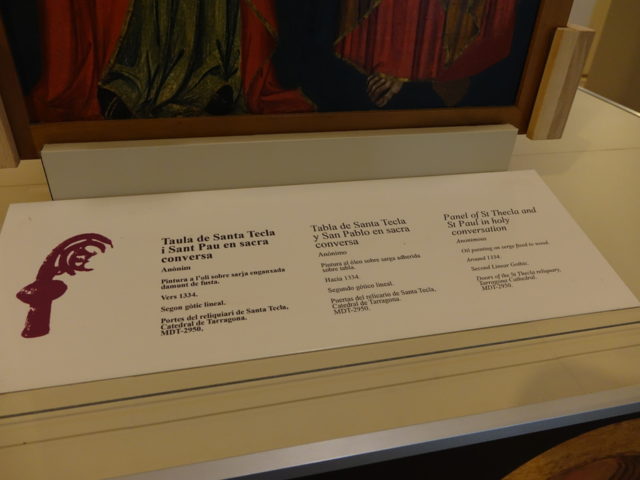 Taula de Santa Tecla
i Sant Pau en sacra
conversa
Anònim
Pintura a l'oli sobre sarja enganxada
damunt de fusta.
Vers 1334.
Segon gòtic lineal.
Portes del reliquiari de Santa Tecla,
Catedral de Tarragona.
MDT-2950.
Tabla de Santa Tecla
y San Pablo en sacra
conversa
Anónimo
Pintura al óleo sobre sarga adherida
sobre tabla.
Hacia 1334.
Segundo gótico lineal.
Puertas del relicario de Santa Tecla,
Catedral de Tarragona.
MDT-2950.
Panel of St Thecla and
St Paul in holy
conversation
Anonimous
Oil painting on serge fixed to wood.
Around 1334.
Second Linear Gothic.
Doors of the St Thecla reliquary,
Tarragona Cathedral.
MDT-2950.